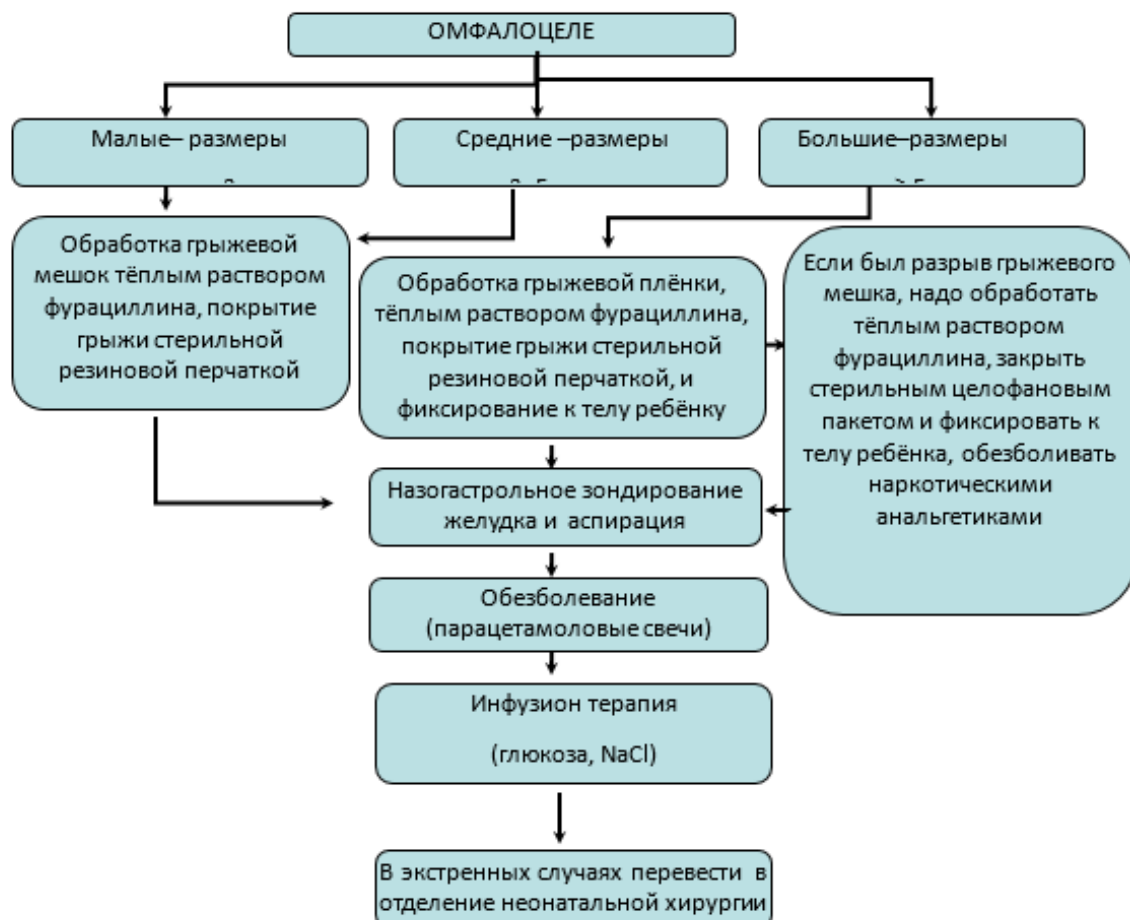 ОМФАЛОЦЕЛЕ
Малые– размеры
Средние –размеры
Большие–размеры
Обработка грыжевой
мешок тёплым раствором
фурациллина, покрытие
грыжи стерильной
резиновой перчаткой
Обработка грыжевой плёнки,
тёплым раствором фурациллина,
покрытие грыжи стерильной
резиновой перчаткой, и
фиксирование к телу ребёнку
Если был разрыв грыжевого
мешка, надо обработать
тёплым раствором
фурациллина, закрыть
стерильным целофановым
пакетом и фиксировать к
телу ребёнка, обезболивать
наркотическими
анальгетиками
Назогастрольное зондирование
желудка и аспирация
Обезболевание
(парацетамоловые свечи)
Инфузион терапия
(глюкоза, NaCl)
В экстренных случаях перевести в
отделение неонатальной хирургии